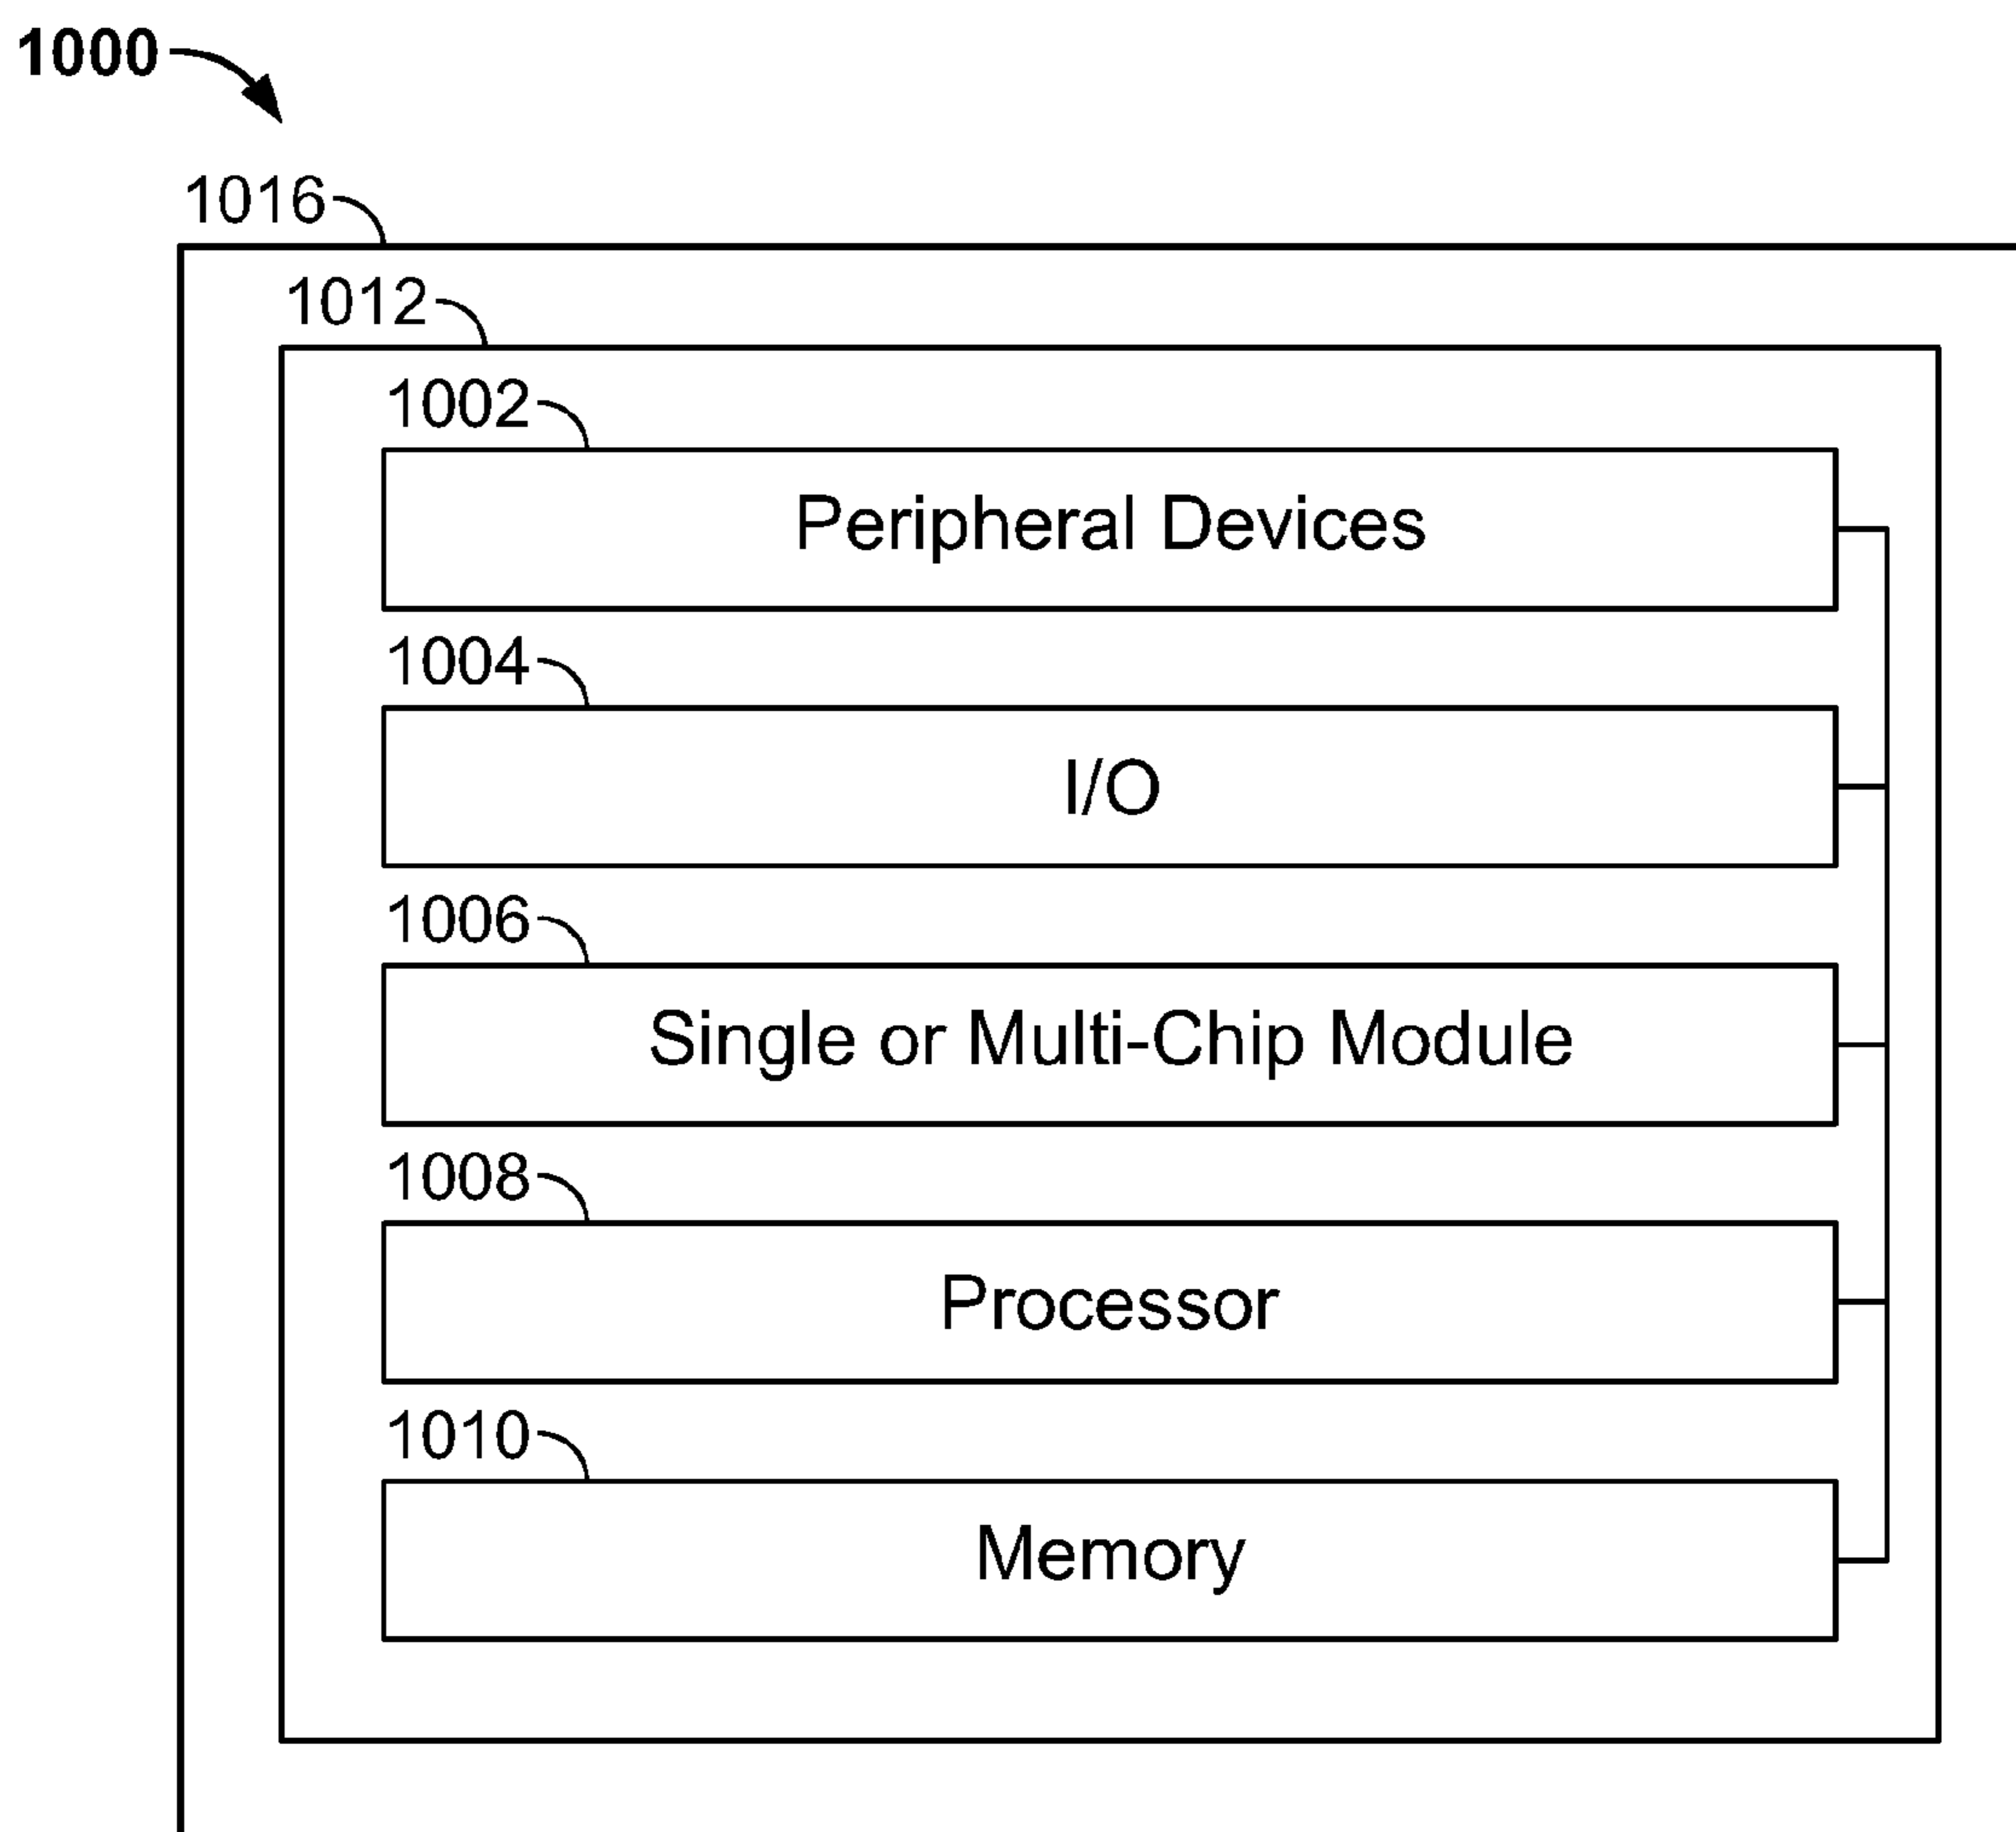 1000
1016
1012
1002
Peripheral Devices
1004
I/O
1006
Single or Multi-Chip Module
1008
Processor
1010
Memory